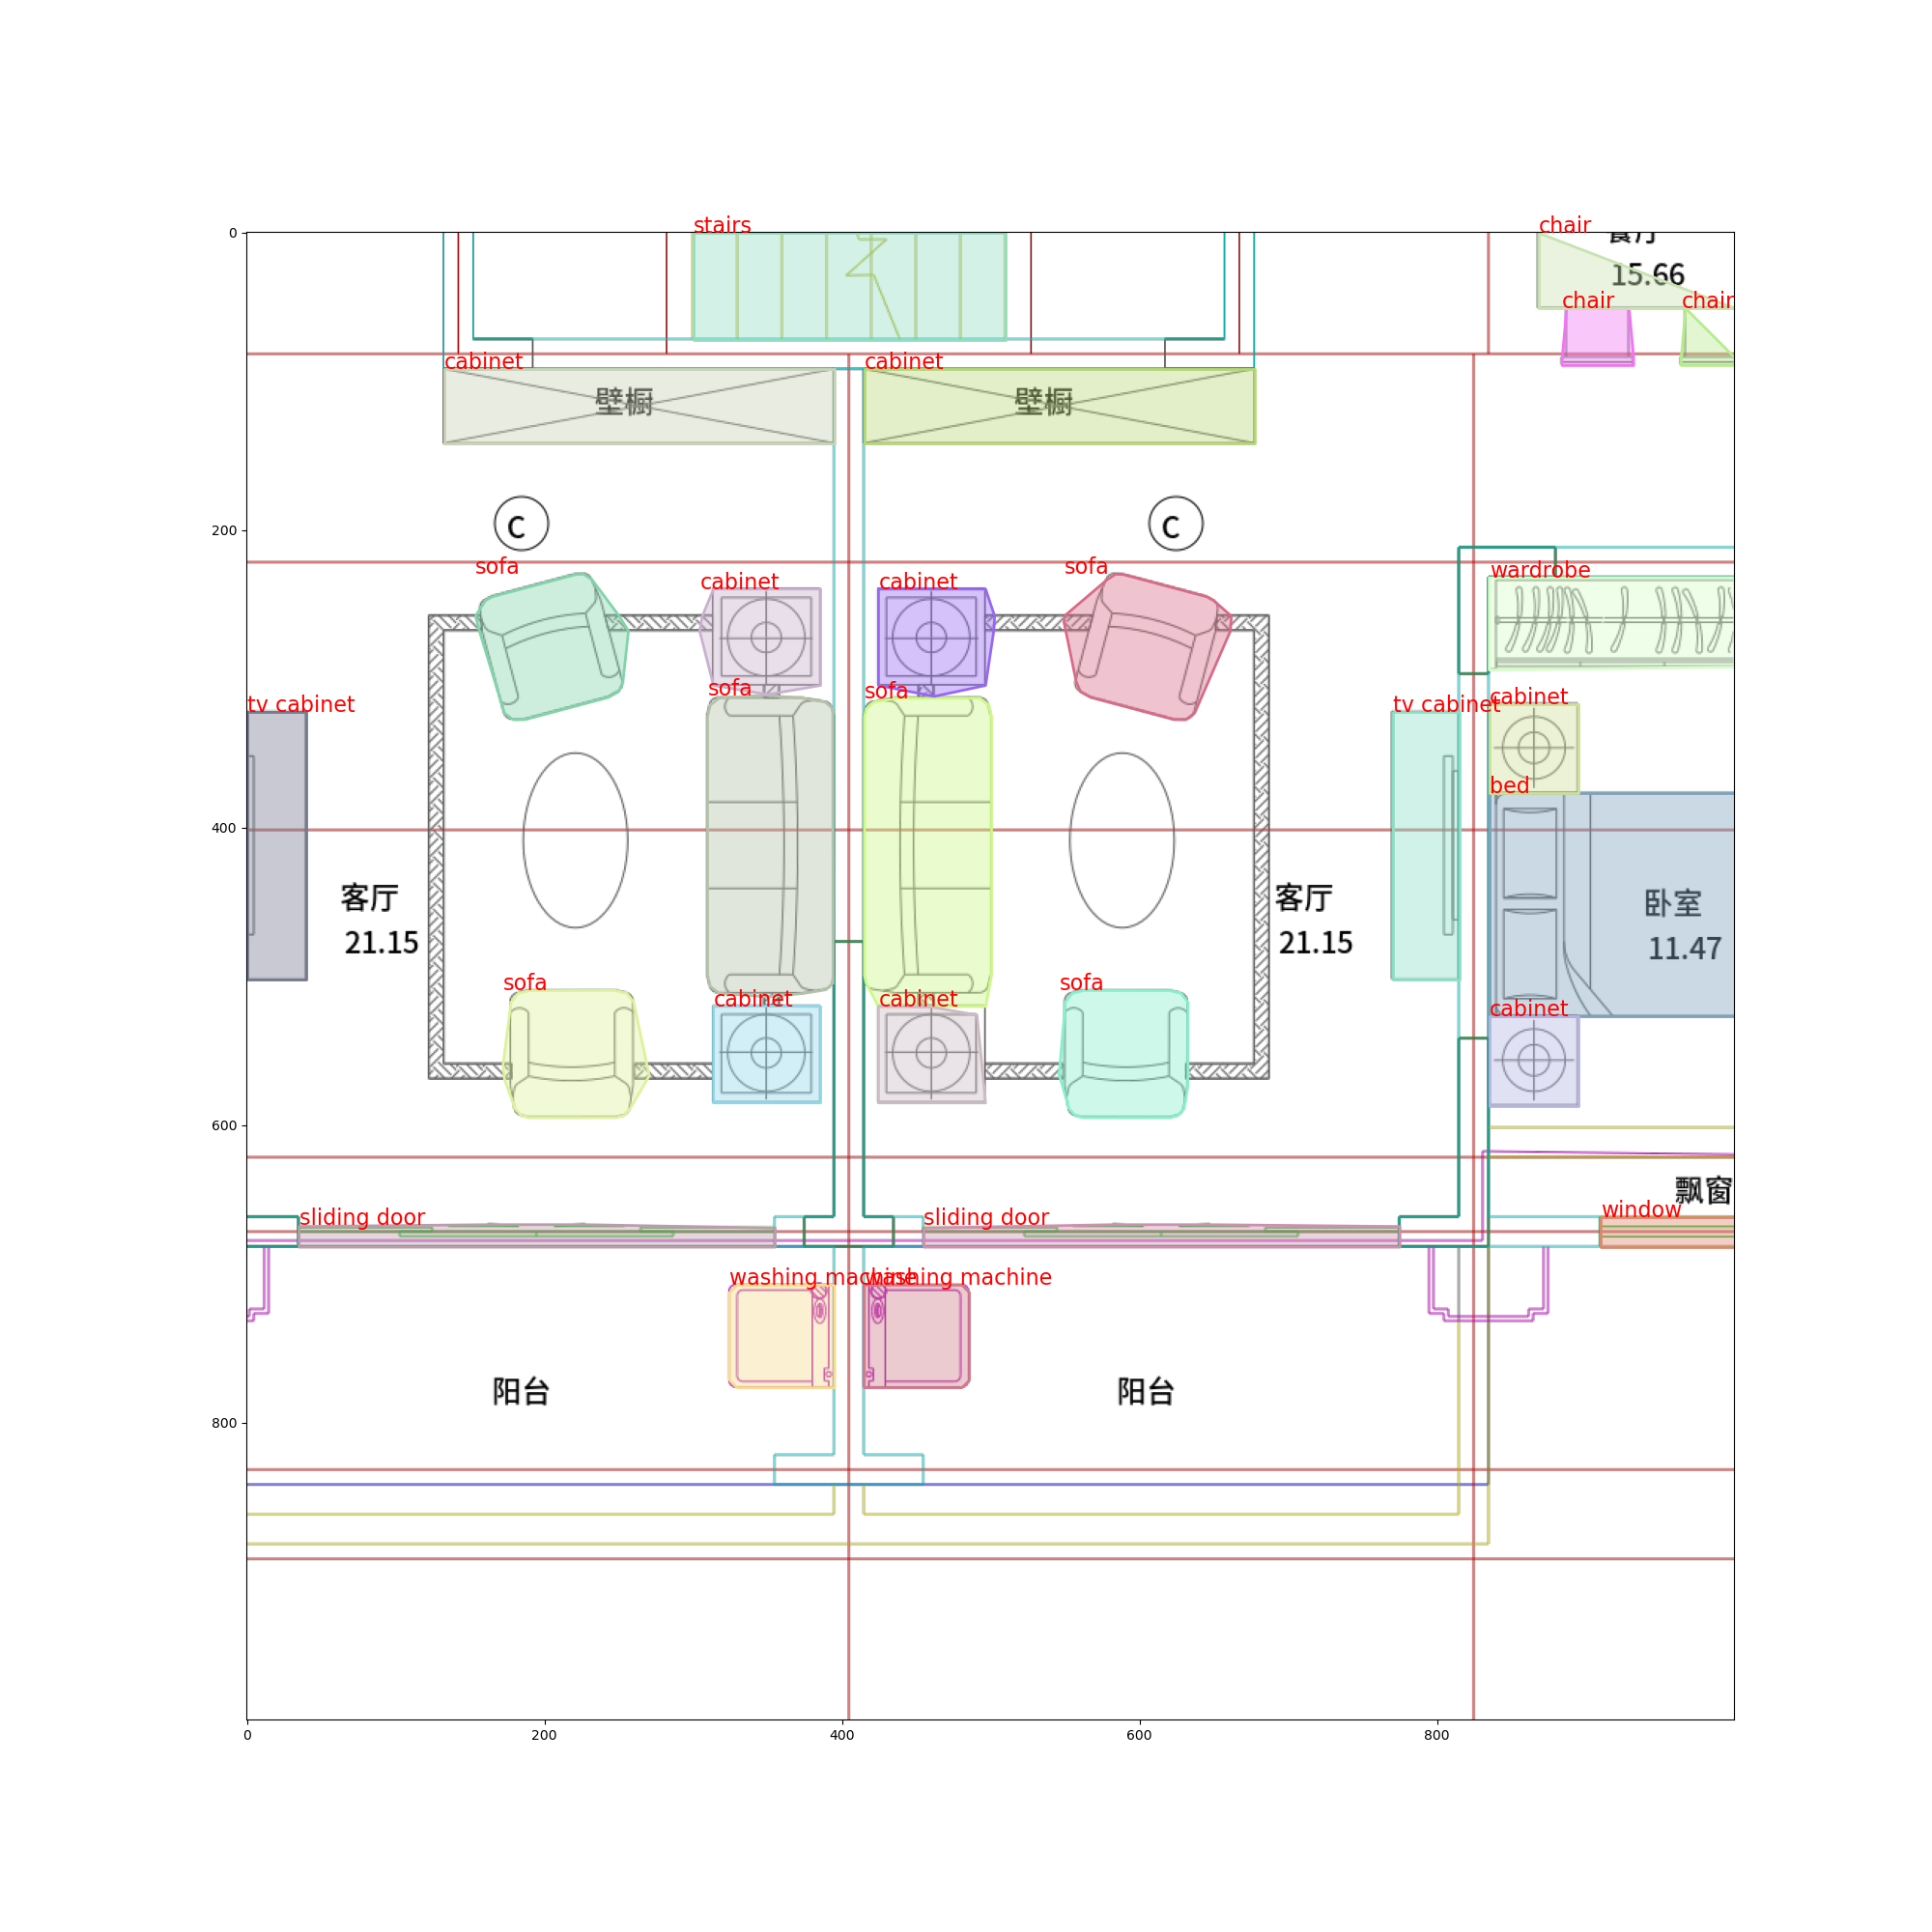 stairs
chair
餐厅
0
15.66
chair
chair
cabinet
cabinet
壁橱
壁橱
C
C
200
sofa
sofa
wardrobe
cabinet
cabinet
sofa
sofa
cabinet
tv cabinet
tv cabinet
bed
400
客厅
客厅
卧室
21.15
21.15
11.47
sofa
sofa
cabinet
cabinet
cabinet
600
飘窗
sliding door
sliding door
window
washing machine
washing machine
阳台
阳台
800
0
200
400
600
800